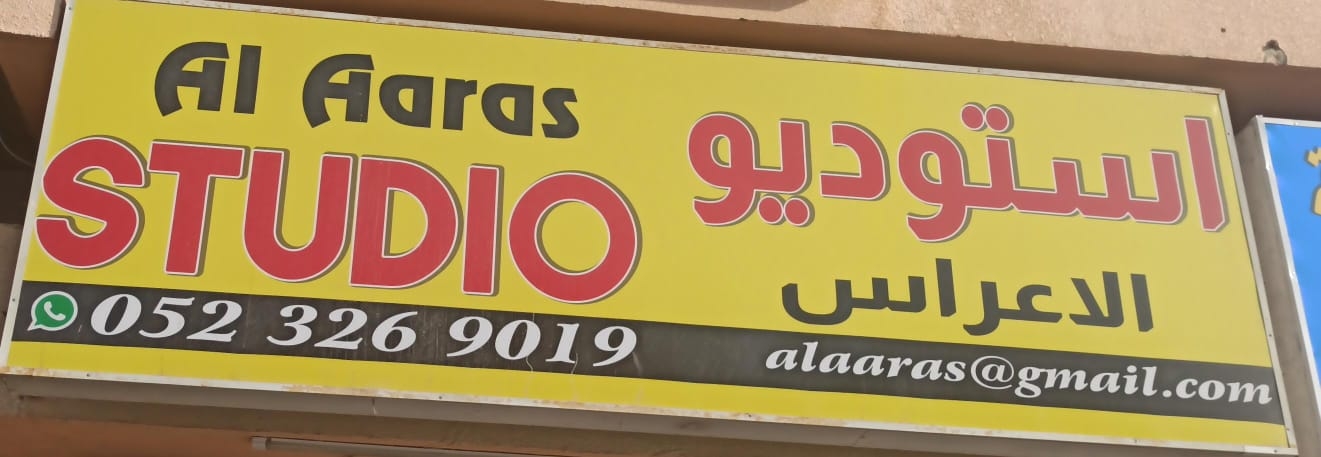 Al Aaras
STUDIO
استوديو
الاعراس
052 326 9019
alaaras@gmail.com